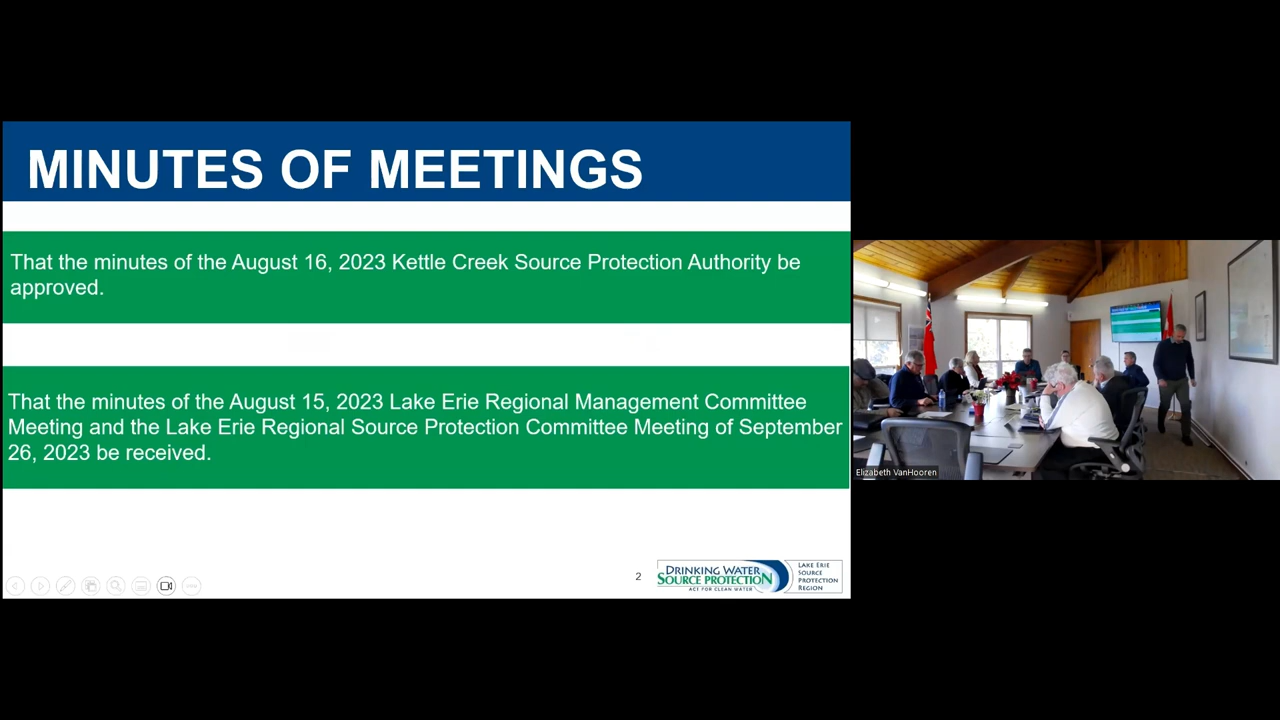 MINUTES OF MEETINGS
That the minutes of the August 16, 2023 Kettle Creek Source Protection Authority be
approved.
That the minutes of the August 15, 2023 Lake Erie Regional Management Committee
Meeting and the Lake Erie Regional Source Protection Committee Meeting of September
26, 2023 be received.
2
DRINKING WATER
SOURCE PROTECTION
ACT FOR CLEAN WATER
LAKE ERIE
SOURCE
PROTECTION
REGION
Elizabeth VanHooren